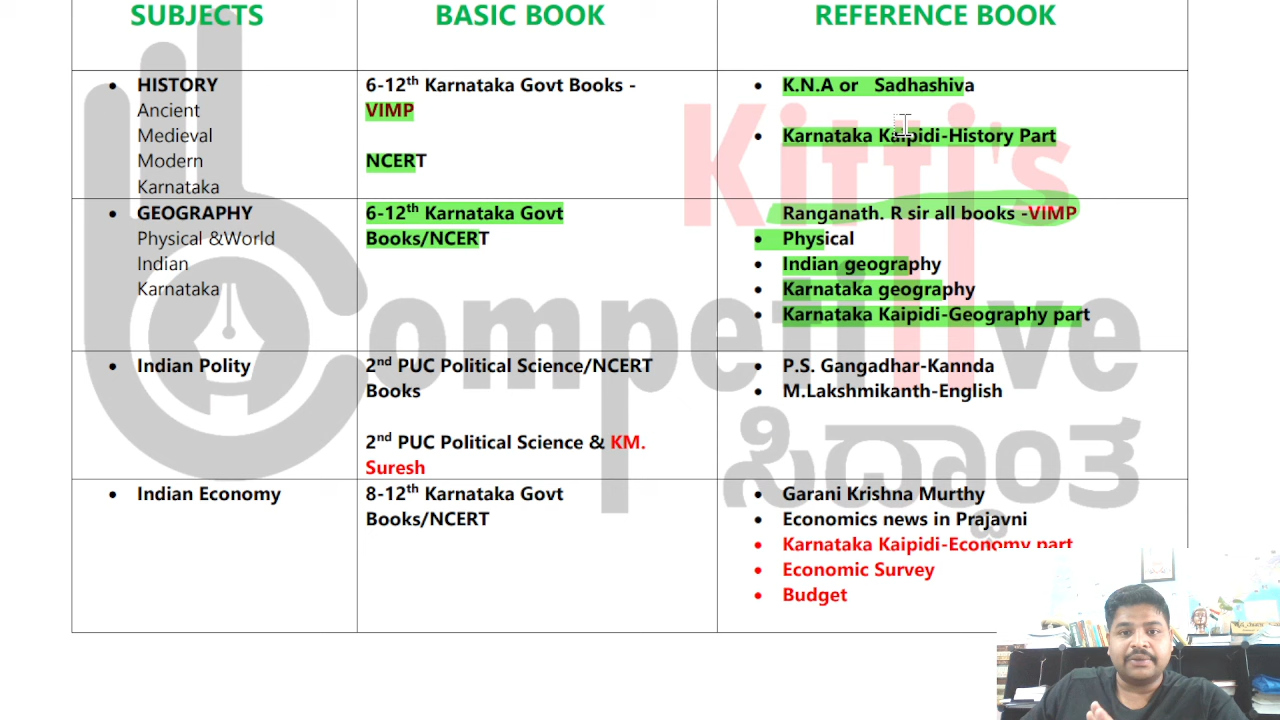 SUBJECTS
BASIC BOOK
REFERENCE BOOK
• HISTORY
Ancient
Medieval
Modern
Karnataka
6-12th Karnataka Govt Books -
VIMP
NCERT
• K.N.A or Sadhashiva
• Karnataka Kaipidi-History Part
• GEOGRAPHY
Physical &World
Indian
Karnataka
6-12th Karnataka Govt
Books/NCERT
Ranganath. R sir all books -VIMP
• Physical
• Indian geography
• Karnataka geography
• Karnataka Kaipidi-Geography part
• Indian Polity
2nd PUC Political Science/NCERT
Books
2nd PUC Political Science & KM.
Suresh
• P.S. Gangadhar-Kannda
• M.Lakshmikanth-English
• Indian Economy
8-12th Karnataka Govt
Books/NCERT
• Garani Krishna Murthy
• Economics news in Prajavni
• Karnataka Kaipidi-Economy part
• Economic Survey
• Budget
Kitti's
Competitive
ಸಿದ್ಧಾಂತ